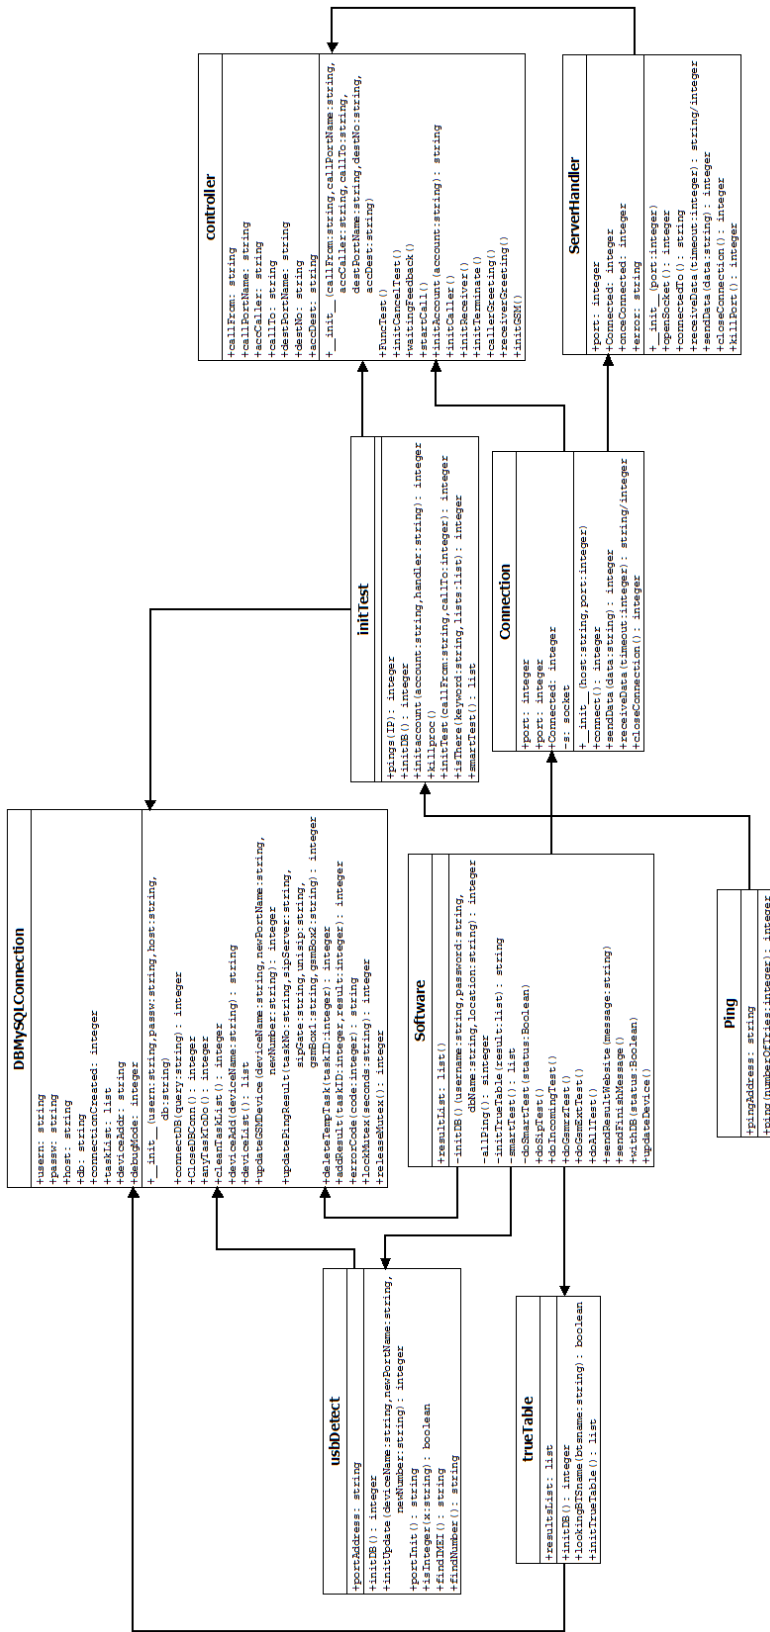 controller
+callFrom: string
+callPortName: string
+accCaller: string
+callTo: string
+destPortName: string
+destNo: string
+accDest: string
+__init__(callFrom:string,callPortName:string,
accCaller:string,callTo:string,
destPortName:string,destNo:string,
accDest:string)
+FuncTest()
+initCancelTest()
+waitingFeedback()
+startCall()
+initAccount(account:string): string
+initCaller()
+initReceiver()
+initTerminate()
+callerGreeting()
+receiverGreeting()
+initGSM()
ServerHandler
+port: integer
+Connected: integer
+onceConnected: integer
+error: string
+__init__(port:integer)
+openSocket(): integer
+connectedTo(): string
+receiveData(timeout:integer): string/integer
+sendData(data:string): integer
+closeConnection(): integer
+killPort(): integer
initTest
+pings(IP): integer
+initDB(): integer
+initaccount(account:string,handler:string): integer
+killproc()
+initTest(callFrom:string,callTo:integer): integer
+isThere(keyword:string,lists:list): integer
+smartTest(): list
Connection
+port: integer
+port: integer
+Connected: integer
-s: socket
+__init__(host:string,port:integer)
+connect(): integer
+sendData(data:string): integer
+receiveData(timeout:integer): string/integer
+closeConnection(): integer
DBMySQLConnection
+usern: string
+passw: string
+host: string
+db: string
+connectionCreated: integer
+taskList: list
+deviceAddr: string
+debugMode: integer
+__init__(usern:string,passw:string,host:string,
db:string)
+connectDB(query:string): integer
+CloseDBConn(): integer
+anyTaskToDo(): integer
+cleanTaskList(): integer
+deviceAdd(deviceName:string): string
+deviceList(): list
+updateGSMDevice(deviceName:string,newPortName:string,
newNumber:string): integer
+updatePingResult(taskNo:string,sipServer:string,
sipGate:string,unisip:string,
gsmBox1:string,gsmBox2:string): integer
+deleteTempTask(taskID:integer): integer
+addResult(taskID:integer,result:integer): integer
+errorCode(code:integer): string
+lockMutex(seconds:string): integer
+releaseMutex(): integer
Software
+resultList: list()
-initDB()(username:string,password:string,
dbName:string,location:string): integer
-allPing(): sinteger
-initTrueTable(result:list): string
-smartTest(): list
-doSmartTest(status:Boolean)
+doSipTest()
+doIncomingTest()
+doGsmrzTest()
+doGsmExtTest()
+doallTest()
+sendResultWebsite(message:string)
+sendFinishMessage()
+withDB(status:Boolean)
+updateDevice()
Ping
+pingAddress: string
+ping(numberOfTries:integer): integer
usbDetect
+portAddress: string
+initDB(): integer
+initUpdate(deviceName:string,newPortName:string,
newNumber:string): integer
+portInit(): string
+isInteger(x:string): boolean
+findIMEI(): string
+findNumber(): string
trueTable
+resultsList: list
+initDB(): integer
+lookingBTSname(btsname:string): boolean
+initTrueTable(): list